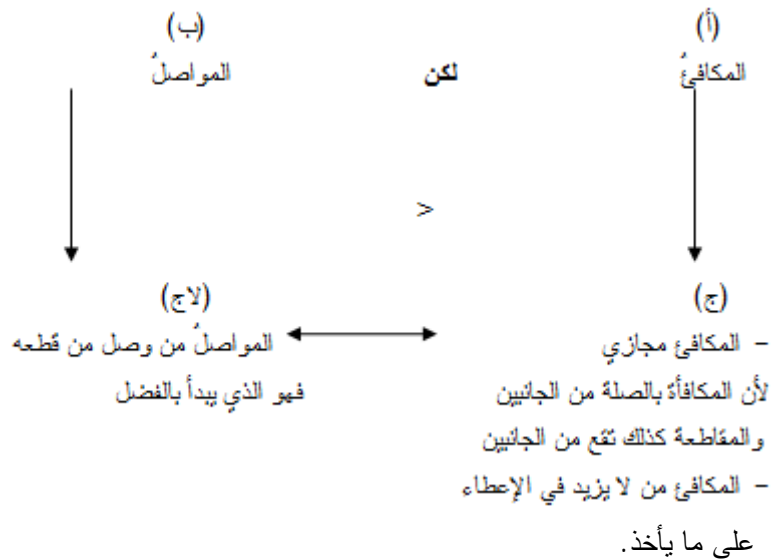 (أ) (ب)
المكافئُ لكن المواصلُ
>
(ج) (لاج)
- المكافئ مجازي المواصلُ من وصل من قطعه
لأن المكافأة بالصلة من الجانبين فهو الذي يبدأ بالفضل
والمقاطعة كذلك تقع من الجانبين
- المكافئ من لا يزيد في الإعطاء
على ما يأخذ.